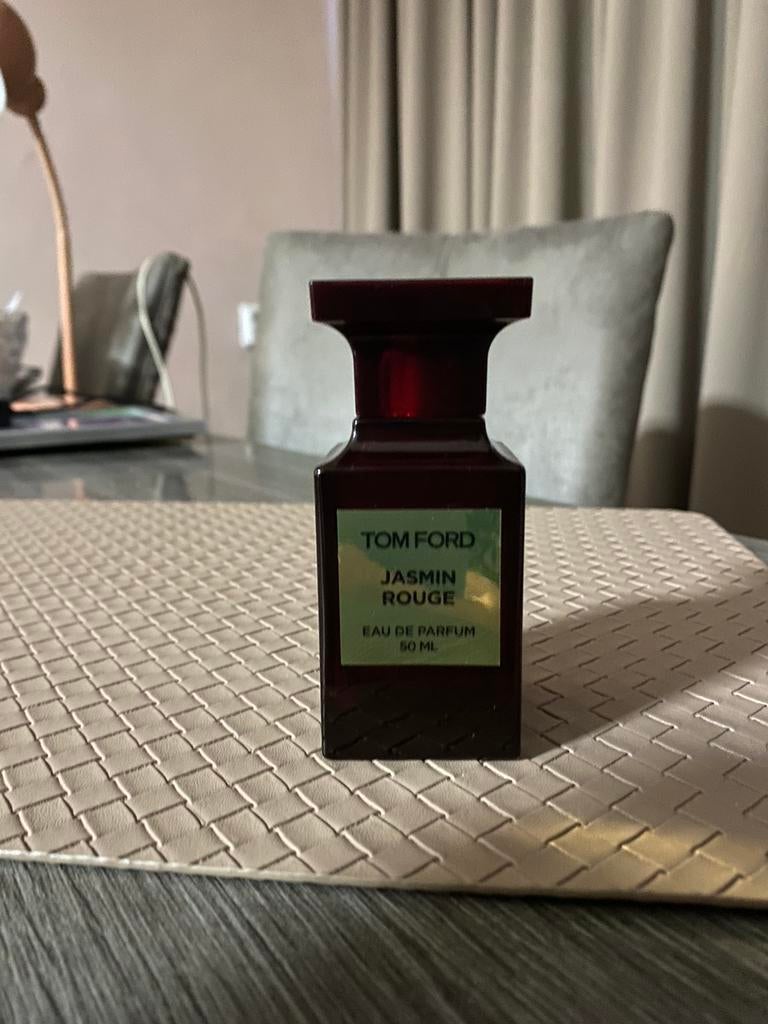 TOM FORD
JASMIN
ROUGE
EAU DE PARFUM
50 ML